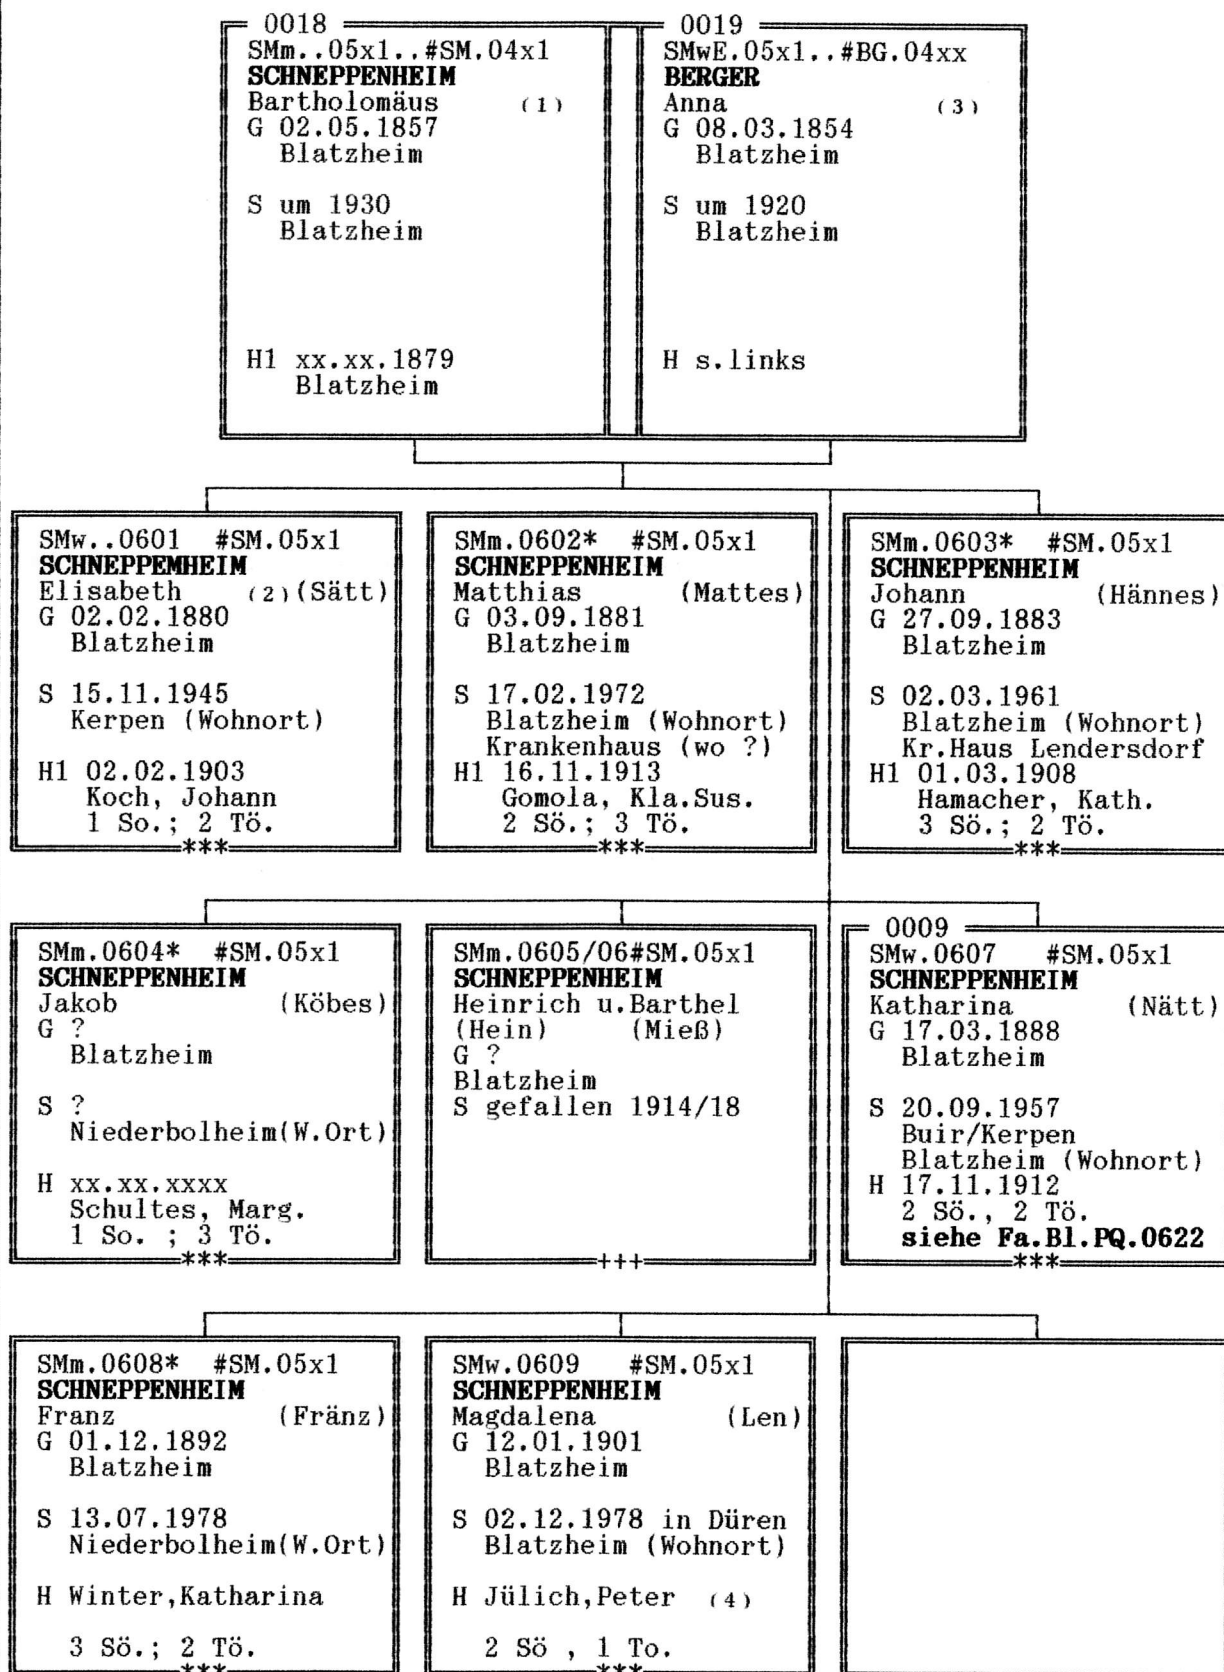 0018
SMm..05x1..#SM.04x1
SCHNEPPENHEIM
Bartholomäus (1)
G 02.05.1857
Blatzheim
S um 1930
Blatzheim
H1 xx.xx.1879
Blatzheim
0019
SMwE.05x1..#BG.04xx
BERGER
Anna (3)
G 08.03.1854
Blatzheim
S um 1920
Blatzheim
H s.links
SMw..0601 #SM.05x1
SCHNEPPEMHEIM
Elisabeth (2)(Sätt)
G 02.02.1880
Blatzheim
S 15.11.1945
Kerpen (Wohnort)
H1 02.02.1903
Koch, Johann
1 So.; 2 Tö.
***
SMm.0602* #SM.05x1
SCHNEPPENHEIM
Matthias (Mattes)
G 03.09.1881
Blatzheim
S 17.02.1972
Blatzheim (Wohnort)
Krankenhaus (wo ?)
H1 16.11.1913
Gomola, Kla.Sus.
2 Sö.; 3 Tö.
***
SMm.0603* #SM.05x1
SCHNEPPENHEIM
Johann (Hännes)
G 27.09.1883
Blatzheim
S 02.03.1961
Blatzheim (Wohnort)
Kr.Haus Lendersdorf
H1 01.03.1908
Hamacher, Kath.
3 Sö.; 2 Tö.
***
SMm.0604* #SM.05x1
SCHNEPPENHEIM
Jakob (Köbes)
G ?
Blatzheim
S ?
Niederbolheim(W.Ort)
H xx.xx.xxxx
Schultes, Marg.
1 So. ; 3 Tö.
***
SMm.0605/06#SM.05x1
SCHNEPPENHEIM
Heinrich u.Barthel
(Hein) (Mieß)
G ?
Blatzheim
S gefallen 1914/18
+++
0009
SMw.0607 #SM.05x1
SCHNEPPENHEIM
Katharina (Nätt)
G 17.03.1888
Blatzheim
S 20.09.1957
Buir/Kerpen
Blatzheim (Wohnort)
H 17.11.1912
2 Sö., 2 Tö.
siehe Fa.Bl.PQ.0622
***
SMm.0608* #SM.05x1
SCHNEPPENHEIM
Franz (Fränz)
G 01.12.1892
Blatzheim
S 13.07.1978
Niederbolheim(W.Ort)
H Winter,Katharina
3 Sö.; 2 Tö.
***
SMw.0609 #SM.05x1
SCHNEPPENHEIM
Magdalena (Len)
G 12.01.1901
Blatzheim
S 02.12.1978 in Düren
Blatzheim (Wohnort)
H Jülich,Peter (4)
2 Sö , 1 To.
***